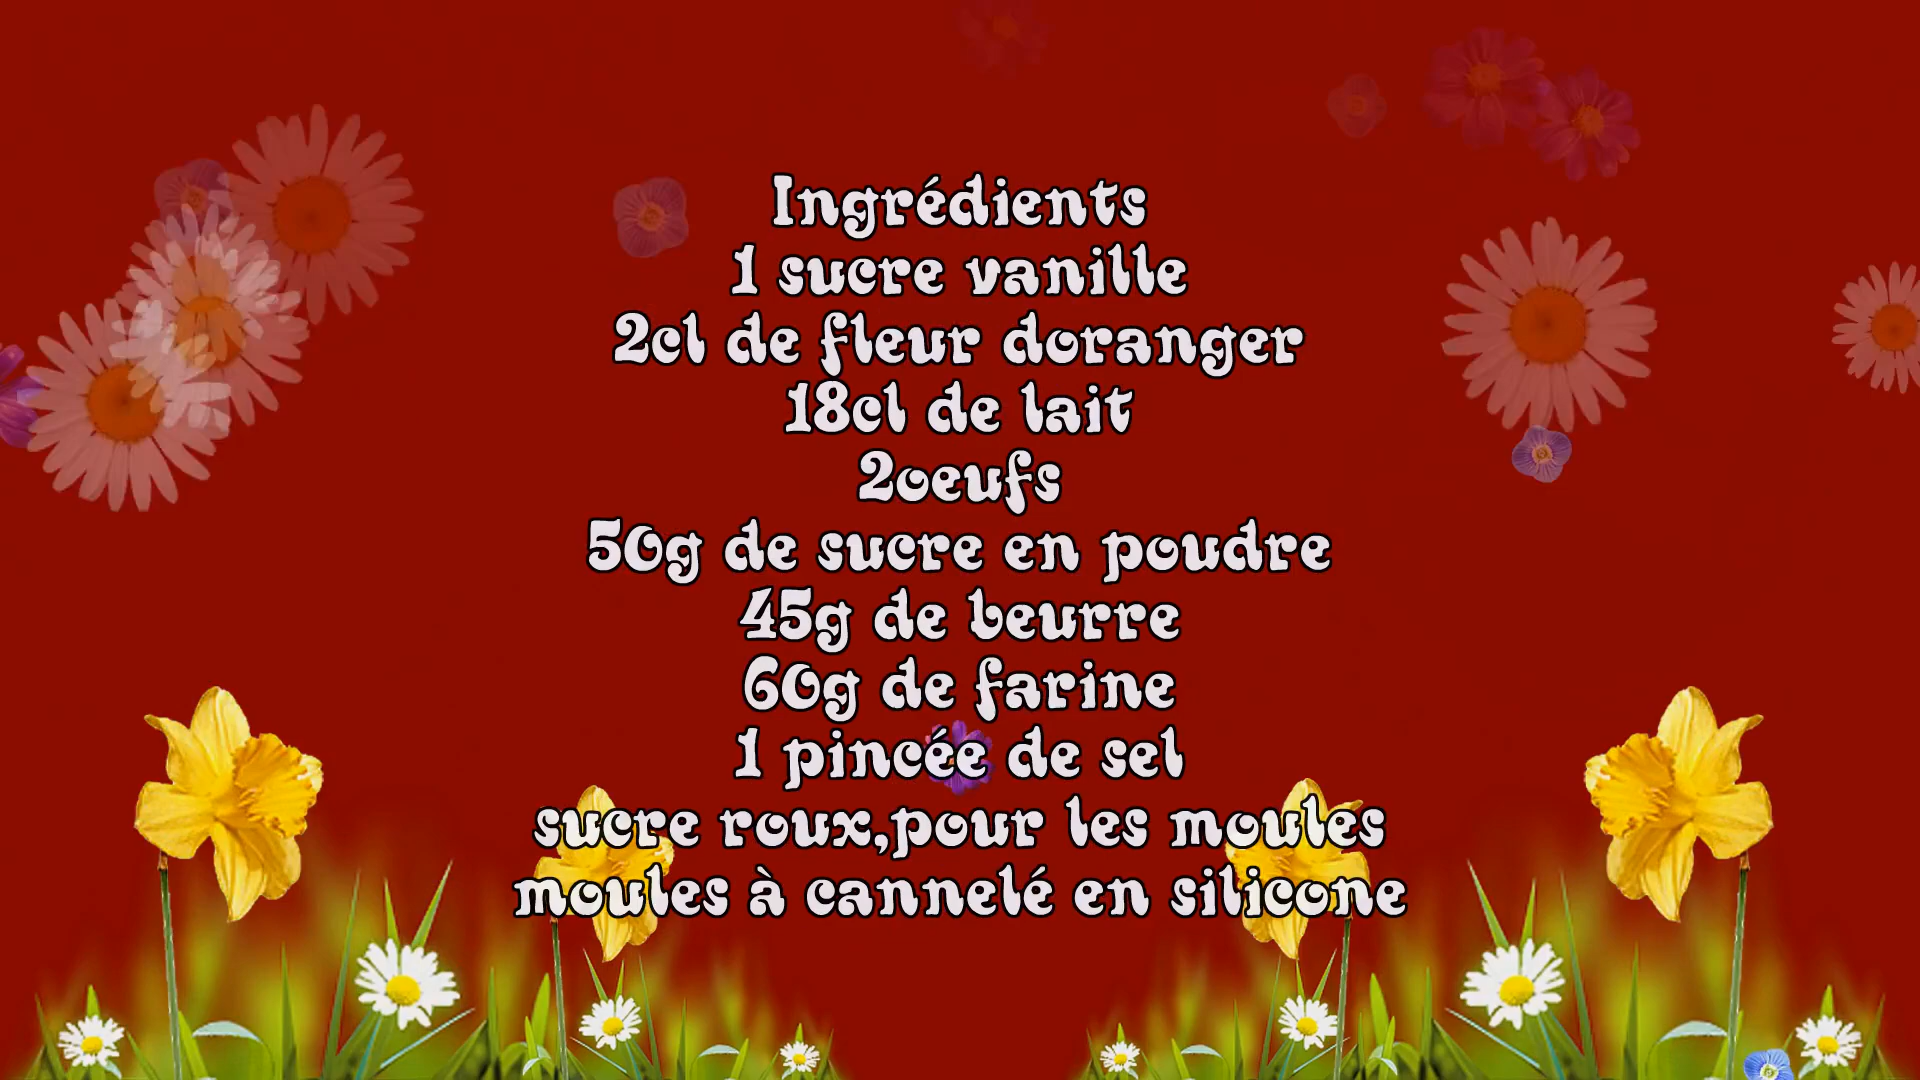 Ingrédients
1 sucre vanille
2cl de fleur doranger
18cl de lait
2oeufs
50g de sucre en poudre
45g de beurre
60g de farine
1 pincée de sel
sucre roux,pour les moules
moules à cannelé en silicone